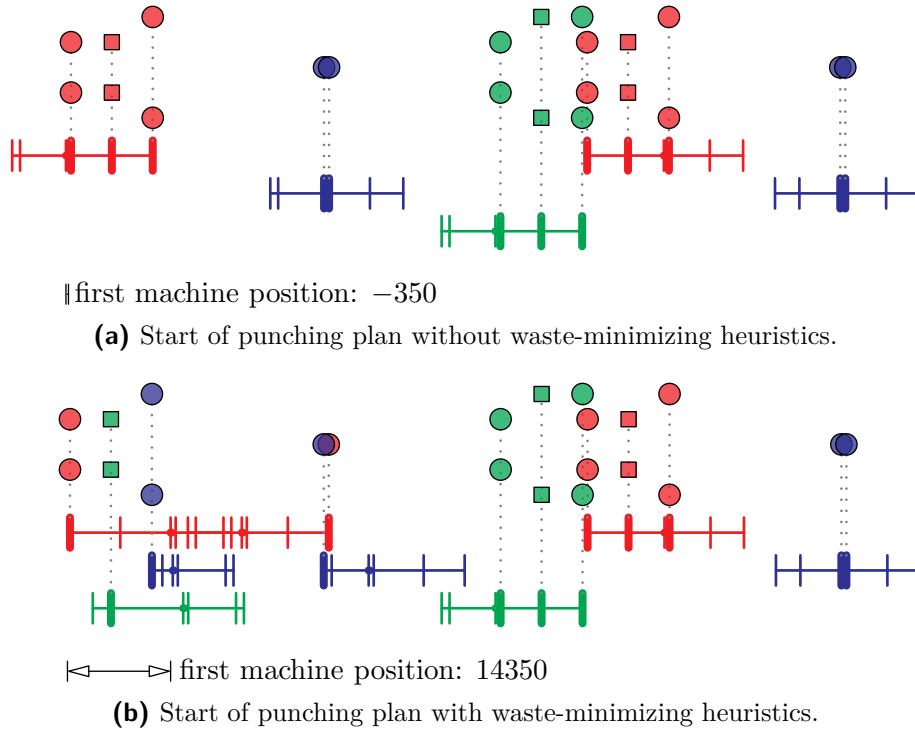 first machine position: −350
(a) Start of punching plan without waste-minimizing heuristics.
first machine position: 14350
(b) Start of punching plan with waste-minimizing heuristics.